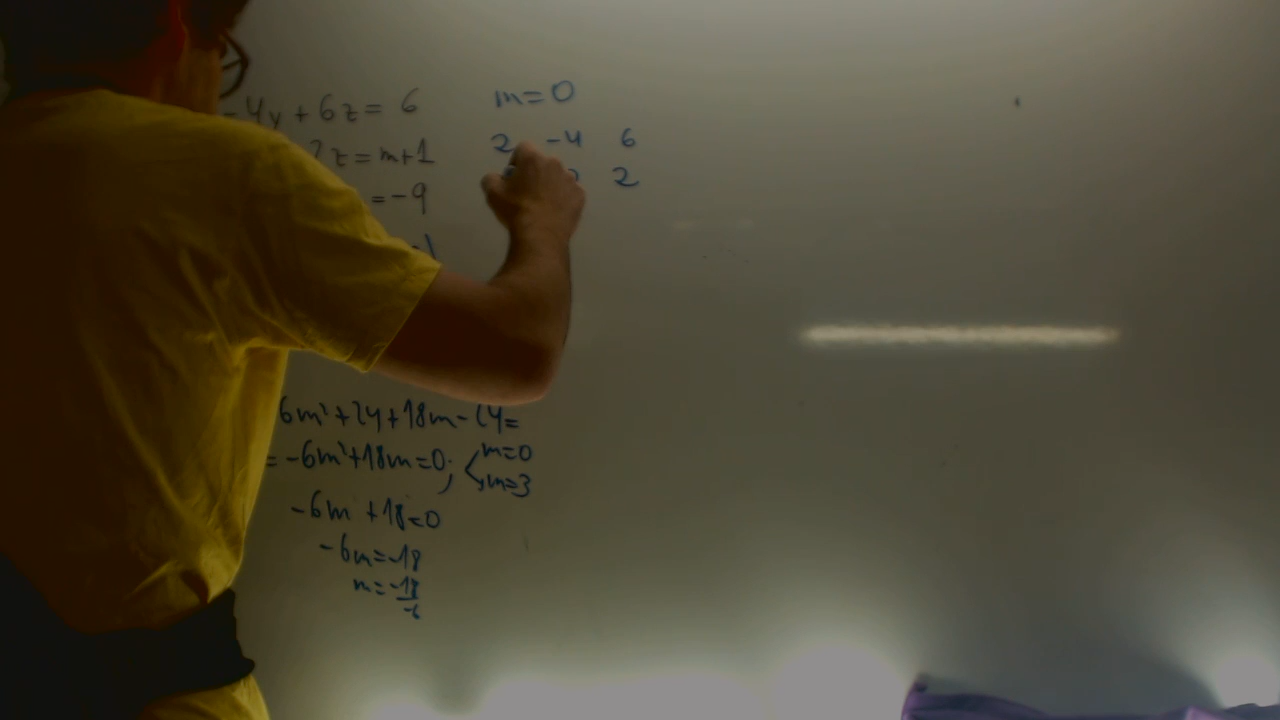 -4y + 6z = 6
2z = m+1
= -9
m = 0
2 -4 6
2
6m²+24+18m-24=
= -6m²+18m=0; m=0
m=3
-6m+18=0
-6m=-18
m=-18/-6